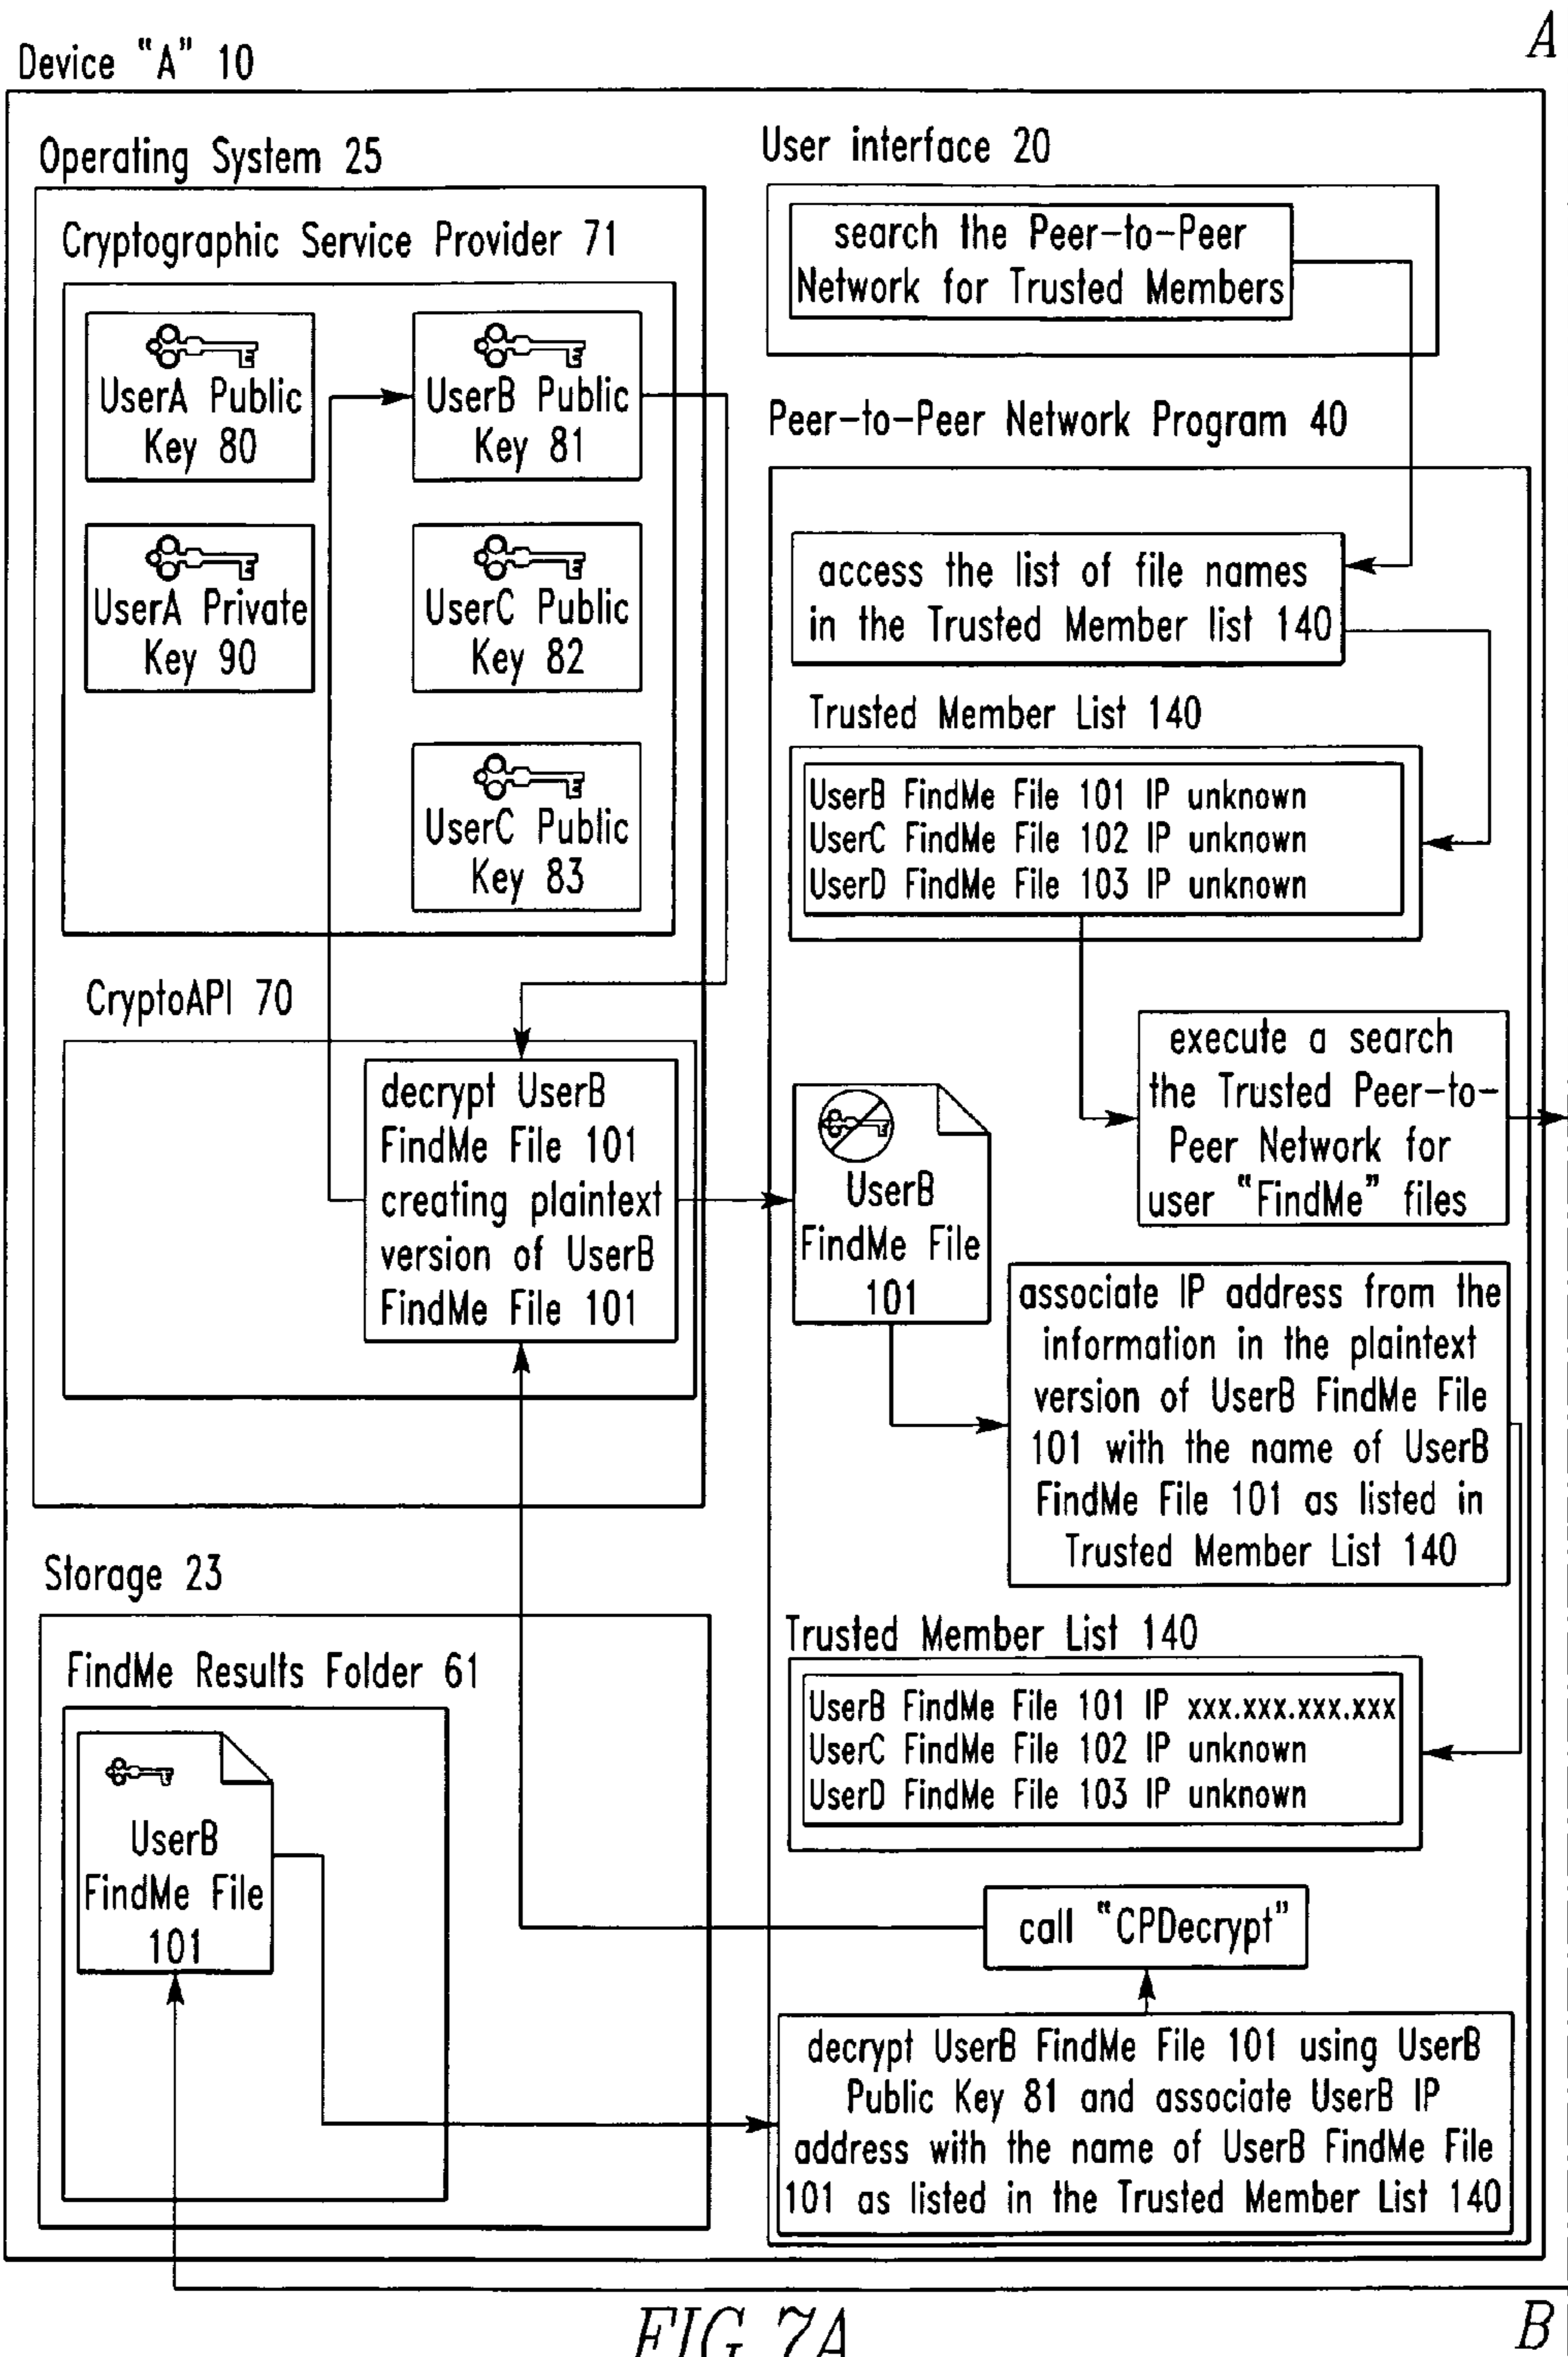 A
Device "A" 10
Operating System 25
Cryptographic Service Provider 71
UserA Public
Key 80
UserB Public
Key 81
UserA Private
Key 90
UserC Public
Key 82
UserC Public
Key 83
CryptoAPI 70
decrypt UserB
FindMe File 101
creating plaintext
version of UserB
FindMe File 101
Storage 23
FindMe Results Folder 61
UserB
FindMe File
101
User interface 20
search the Peer-to-Peer
Network for Trusted Members
Peer-to-Peer Network Program 40
access the list of file names
in the Trusted Member list 140
Trusted Member List 140
UserB FindMe File 101 IP unknown
UserC FindMe File 102 IP unknown
UserD FindMe File 103 IP unknown
execute a search
the Trusted Peer-to-
Peer Network for
user "FindMe" files
UserB
FindMe File
101
associate IP address from the
information in the plaintext
version of UserB FindMe File
101 with the name of UserB
FindMe File 101 as listed in
Trusted Member List 140
Trusted Member List 140
UserB FindMe File 101 IP xxx.xxx.xxx.xxx
UserC FindMe File 102 IP unknown
UserD FindMe File 103 IP unknown
call "CPDecrypt"
decrypt UserB FindMe File 101 using UserB
Public Key 81 and associate UserB IP
address with the name of UserB FindMe File
101 as listed in the Trusted Member List 140
FIG 7A
B